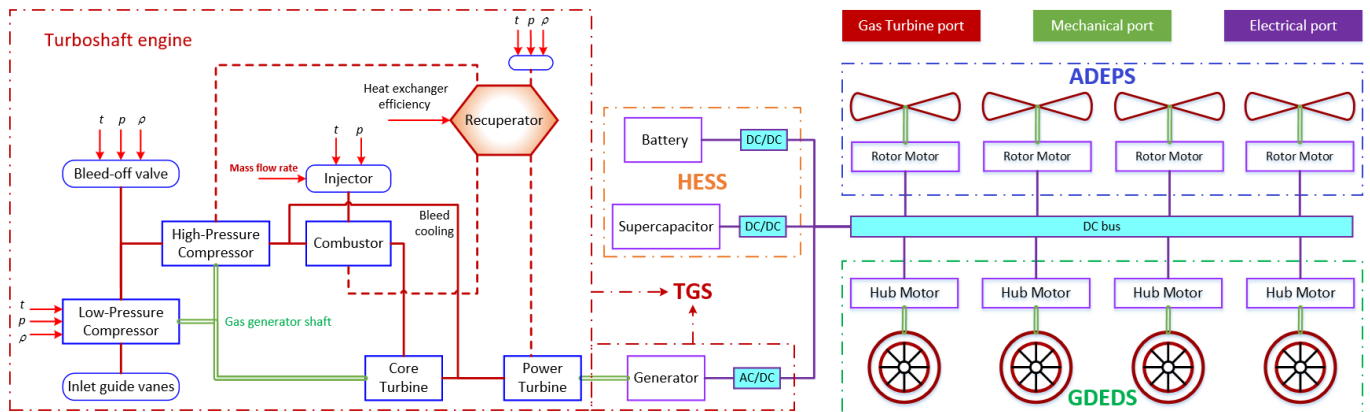 Turboshaft engine
t p ρ
Gas Turbine port
Mechanical port
Electrical port
ADEPS
Heat exchanger
efficiency
Recuperator
t p ρ
Bleed-off valve
t p
Mass flow rate
Injector
Battery
DC/DC
HESS
Supercapacitor
DC/DC
Rotor Motor
Rotor Motor
Rotor Motor
Rotor Motor
High-Pressure
Compressor
Combustor
Bleed
cooling
DC bus
t
p
ρ
Low-Pressure
Compressor
Gas generator shaft
TGS
Hub Motor
Hub Motor
Hub Motor
Hub Motor
Inlet guide vanes
Core
Turbine
Power
Turbine
Generator
AC/DC
GDEDS